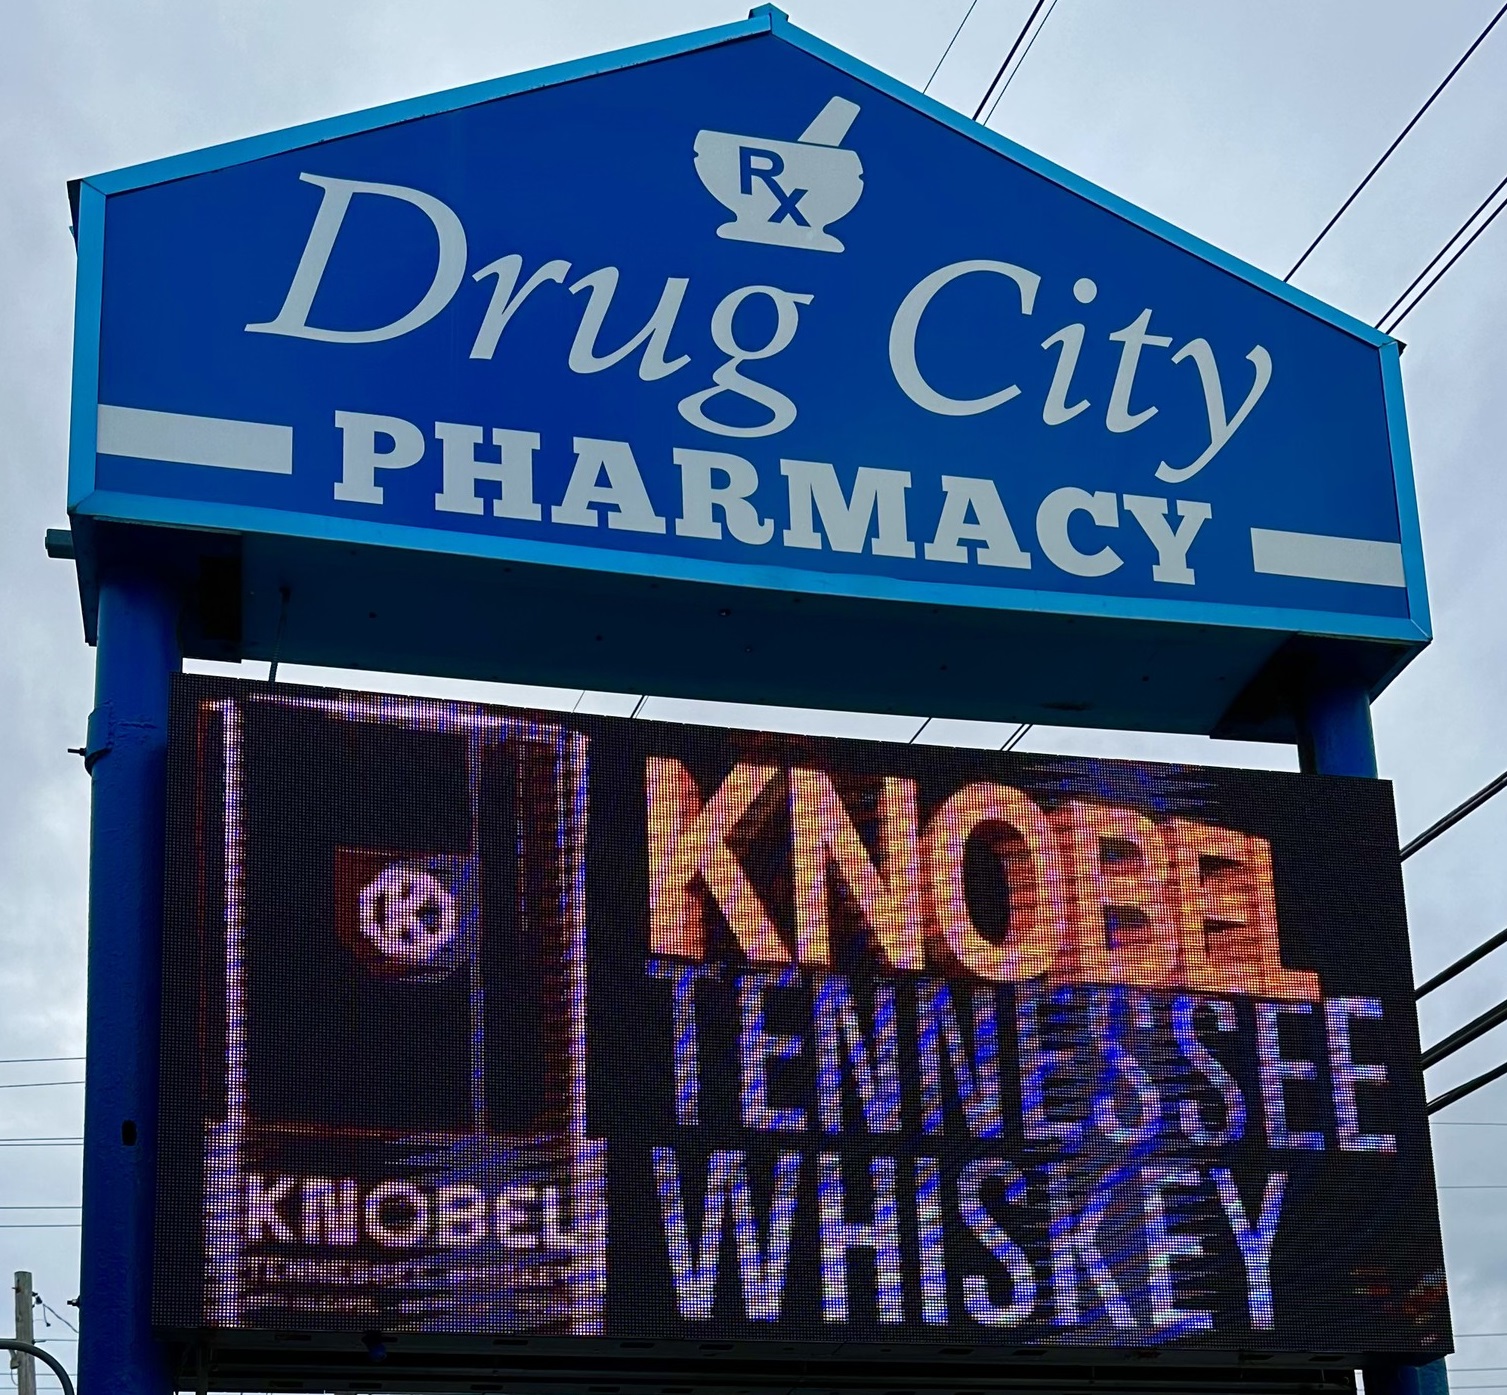 Rx
Drug City
PHARMACY
KNOBEL
TENNESSEE
WHISKEY
KNOBEL